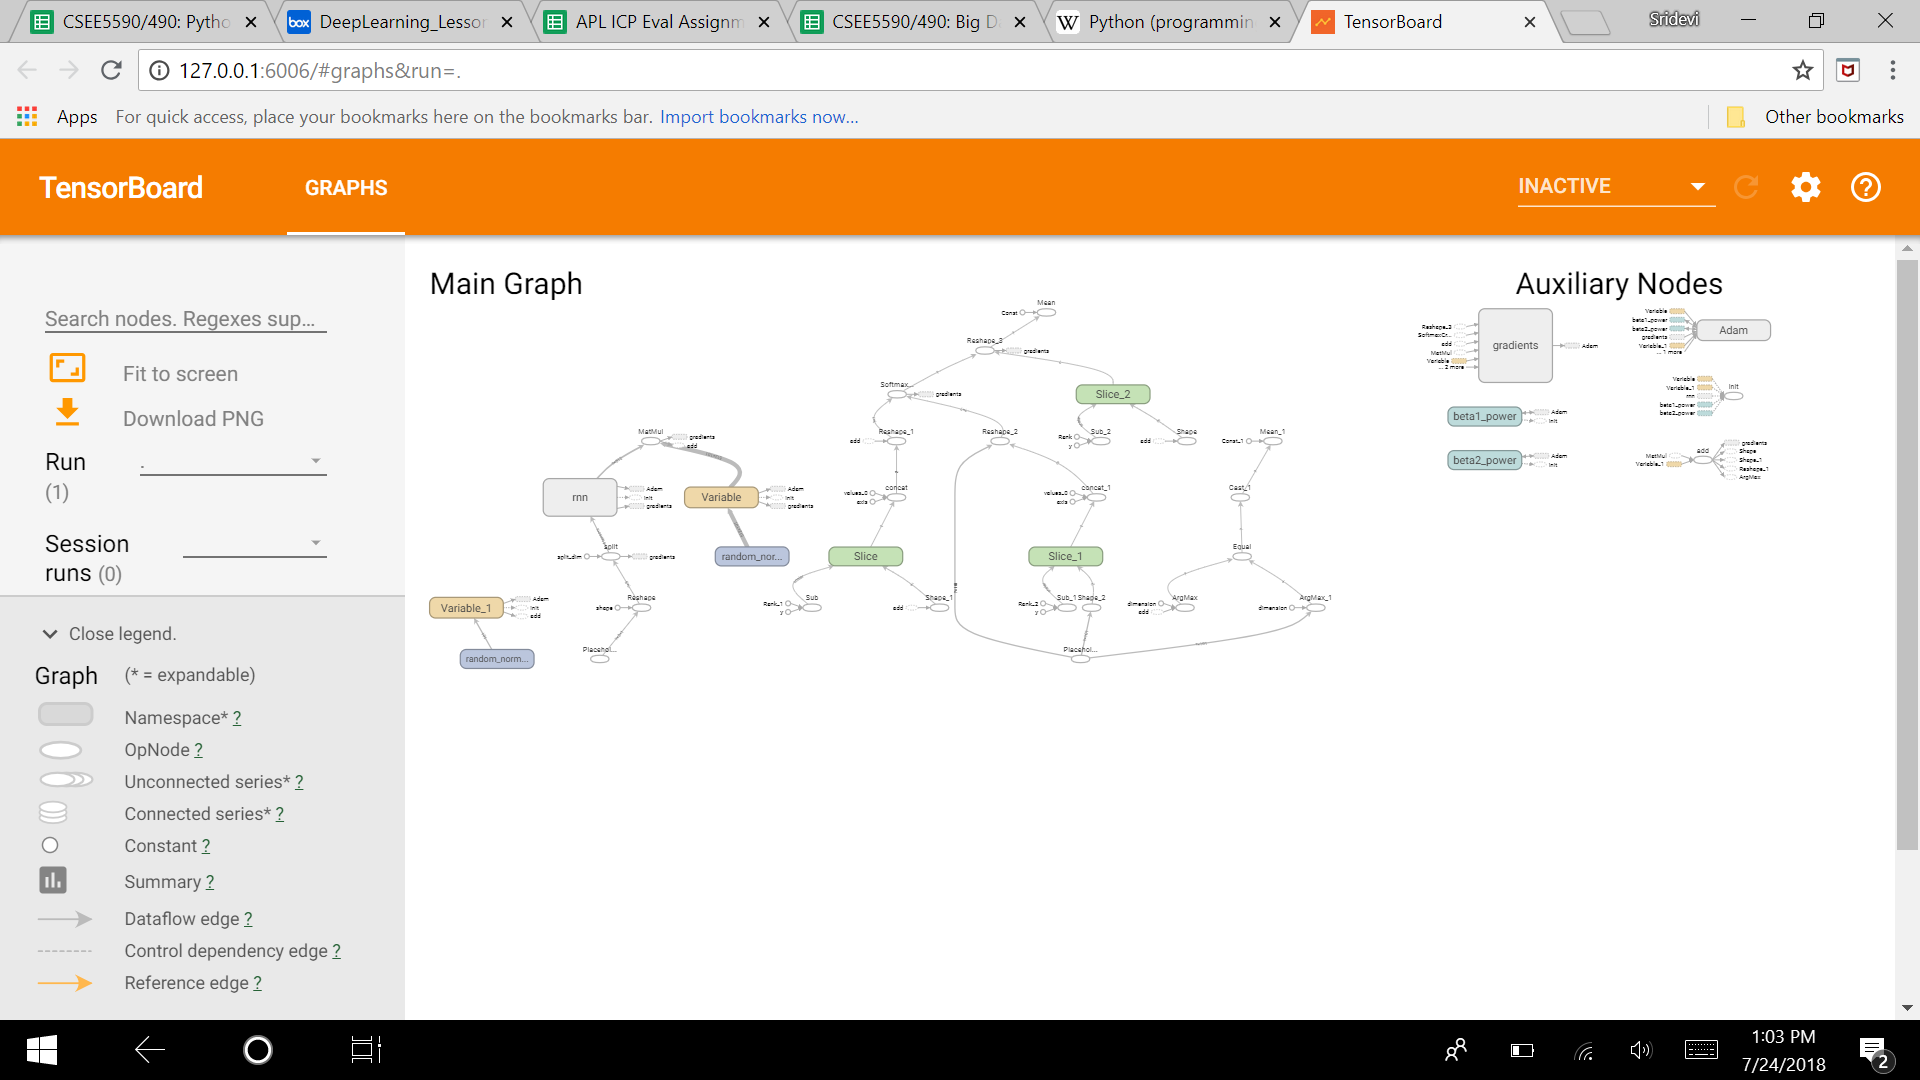 CSEE5590/490: Pytho
DeepLearning_Lesson
APL ICP Eval Assignm
CSEE5590/490: Big D
Python (programmin
TensorBoard
Sridevi
127.0.0.1:6006/#graphs&run=.
Apps
For quick access, place your bookmarks here on the bookmarks bar. Import bookmarks now...
Other bookmarks
TensorBoard
GRAPHS
INACTIVE
Search nodes. Regexes sup...
Fit to screen
Download PNG
Run
(1)
.
Session
runs (0)
Close legend.
Graph
(* = expandable)
Namespace* ?
OpNode ?
Unconnected series* ?
Connected series* ?
Constant ?
Summary ?
Dataflow edge ?
Control dependency edge ?
Reference edge ?
Main Graph
Mean
Const
Reshape_3
gradients
Softmax...
gradients
Slice_2
MatMul
gradients
add
Reshape_1
add
Reshape_2
Rank
y
Sub_2
add
Shape
Mean_1
Const_1
rnn
Adam
init
gradients
Variable
Adam
init
gradients
values_0
axis
concat
values_0
axis
concat_1
Cast_1
split
split_dim
gradients
random_nor...
Slice
Slice_1
Equal
Variable_1
Adam
init
add
Reshape
shape
Rank_1
y
Sub
add
Shape_1
Rank_2
y
Sub_1
Shape_2
dimension
add
ArgMax
dimension
ArgMax_1
random_norm...
Placehol...
Placehol...
Auxiliary Nodes
Reshape_3
SoftmaxCr...
add
MatMul
Variable
... 2 more
gradients
Adam
Variable
beta1_power
beta2_power
gradients
Variable_1
... 1 more
Adam
Variable
Variable_1
rnn
beta1_power
beta2_power
init
beta1_power
Adam
init
beta2_power
Adam
init
MatMul
Variable_1
add
gradients
Shape
Shape_1
Reshape_1
ArgMax
1:03 PM
7/24/2018
2